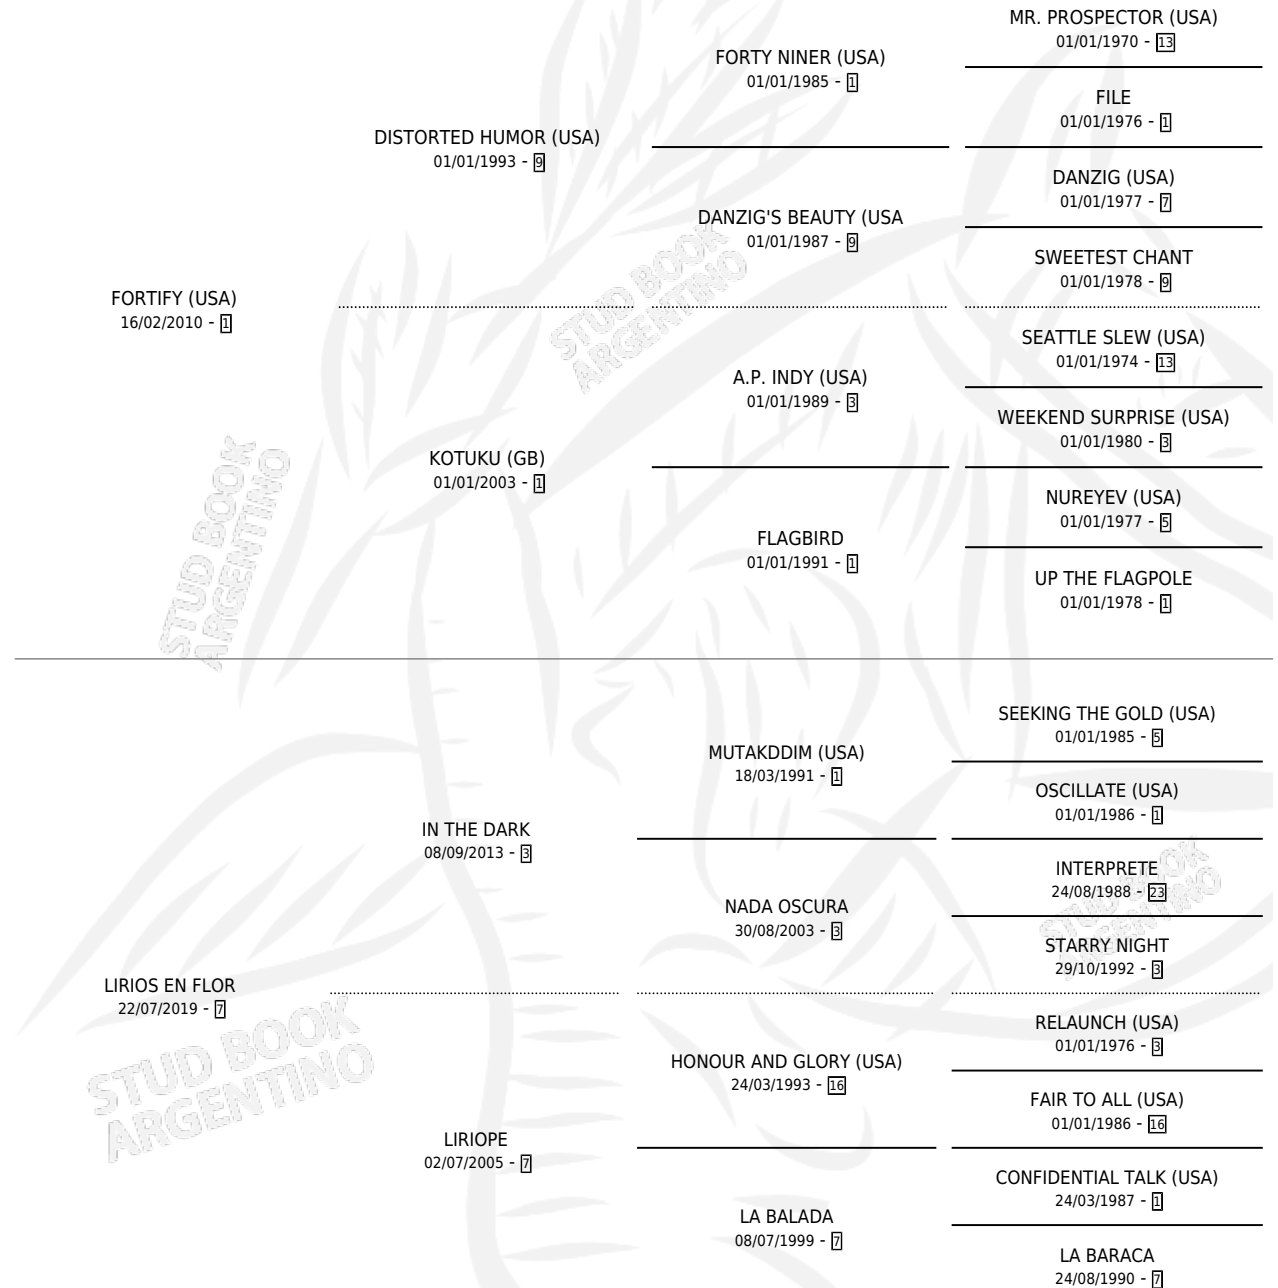 MR. PROSPECTOR (USA)
01/01/1970 - 13
FORTY NINER (USA)
01/01/1985 - 1
FILE
01/01/1976 - 1
DISTORTED HUMOR (USA)
01/01/1993 - 9
DANZIG (USA)
01/01/1977 - 7
DANZIG'S BEAUTY (USA
01/01/1987 - 9
SWEETEST CHANT
01/01/1978 - 9
FORTIFY (USA)
16/02/2010 - 1
SEATTLE SLEW (USA)
01/01/1974 - 13
A.P. INDY (USA)
01/01/1989 - 3
WEEKEND SURPRISE (USA)
01/01/1980 - 3
KOTUKU (GB)
01/01/2003 - 1
NUREYEV (USA)
01/01/1977 - 5
FLAGBIRD
01/01/1991 - 1
UP THE FLAGPOLE
01/01/1978 - 1
STUD BOOK
ARGENTINO
STUD BOOK
ARGENTINO
SEEKING THE GOLD (USA)
01/01/1985 - 5
MUTAKDDIM (USA)
18/03/1991 - 1
OSCILLATE (USA)
01/01/1986 - 1
IN THE DARK
08/09/2013 - 3
INTERPRETE
24/08/1988 - 23
NADA OSCURA
30/08/2003 - 3
STARRY NIGHT
29/10/1992 - 3
STUD BOOK
ARGENTINO
LIRIOS EN FLOR
22/07/2019 - 7
RELAUNCH (USA)
01/01/1976 - 3
HONOUR AND GLORY (USA)
24/03/1993 - 16
FAIR TO ALL (USA)
01/01/1986 - 16
STUD BOOK
ARGENTINO
LIRIOPE
02/07/2005 - 7
CONFIDENTIAL TALK (USA)
24/03/1987 - 1
LA BALADA
08/07/1999 - 7
LA BARACA
24/08/1990 - 7